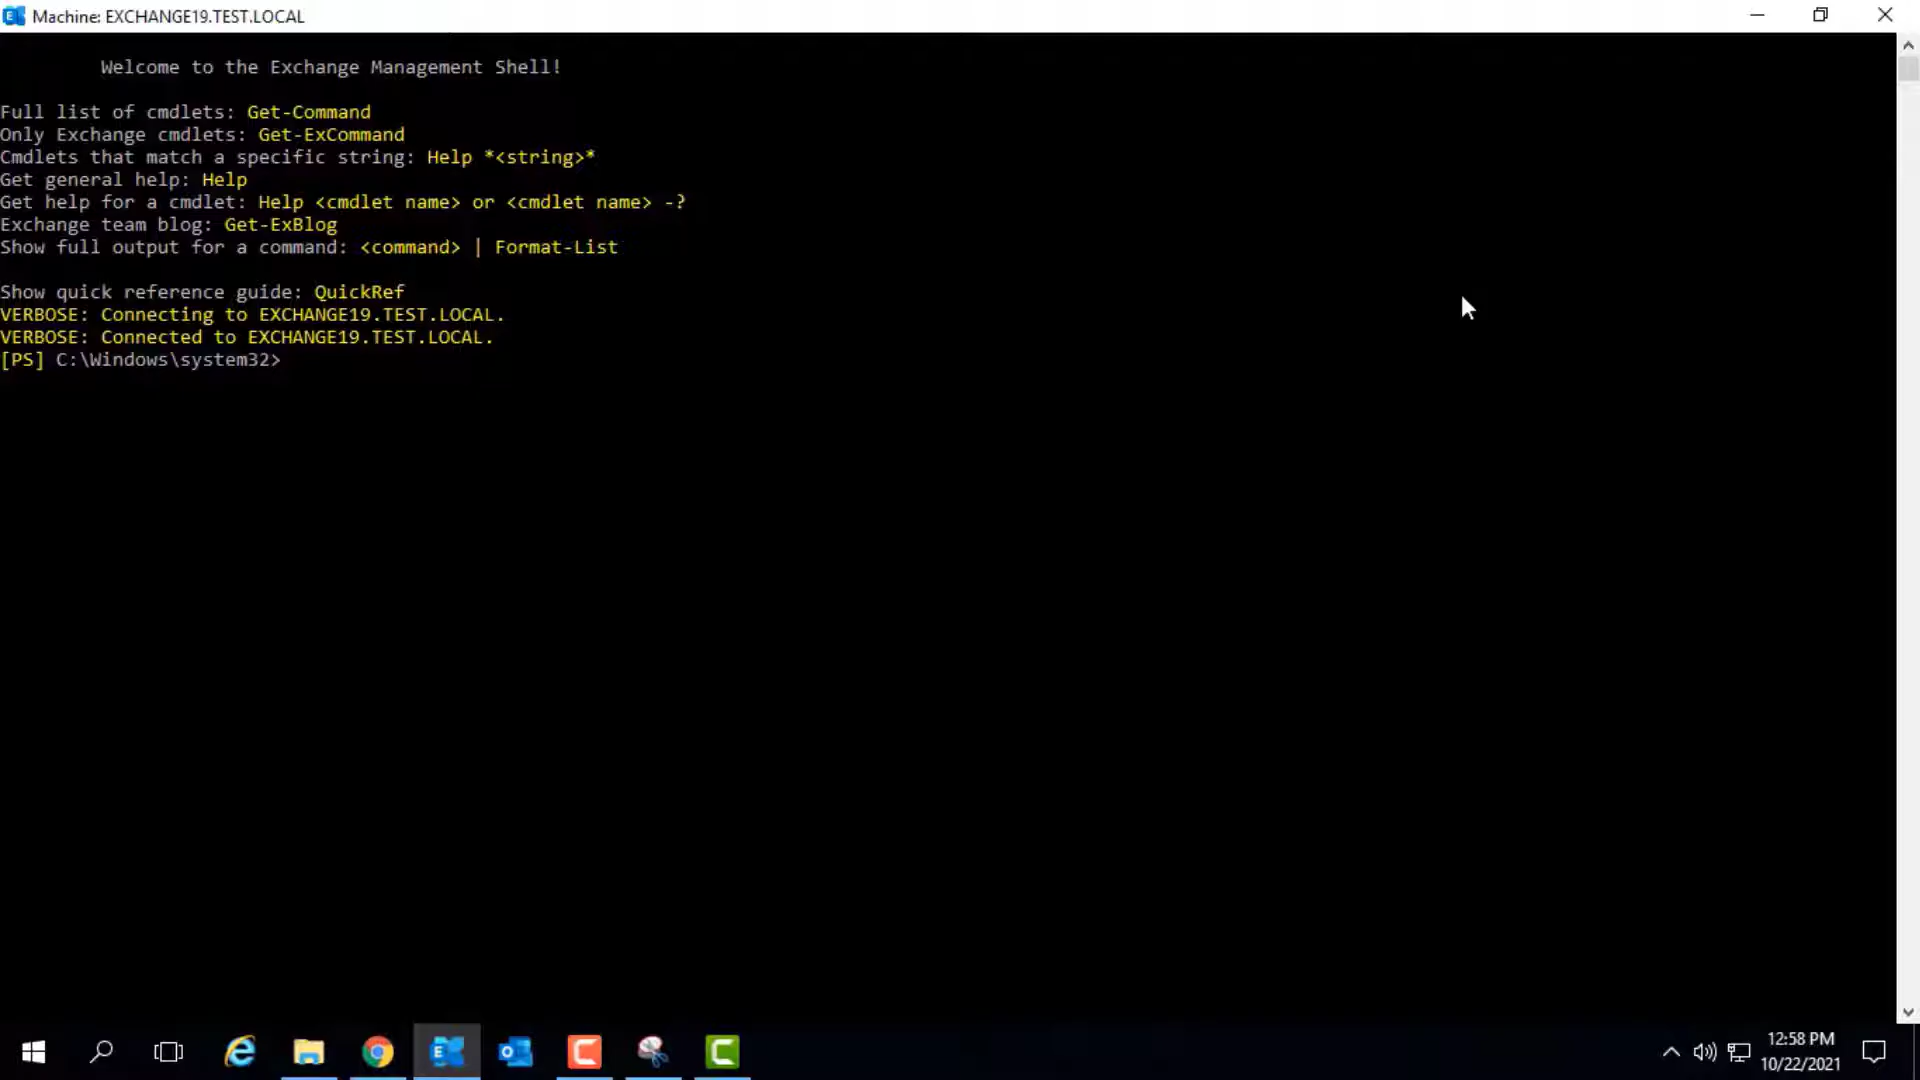 Machine: EXCHANGE19.TEST.LOCAL
Welcome to the Exchange Management Shell!
Full list of cmdlets: Get-Command
Only Exchange cmdlets: Get-ExCommand
Cmdlets that match a specific string: Help *<string>*
Get general help: Help
Get help for a cmdlet: Help <cmdlet name> or <cmdlet name> -?
Exchange team blog: Get-ExBlog
Show full output for a command: <command> | Format-List
Show quick reference guide: QuickRef
VERBOSE: Connecting to EXCHANGE19.TEST.LOCAL.
VERBOSE: Connected to EXCHANGE19.TEST.LOCAL.
[PS] C:\Windows\system32>
12:58 PM
10/22/2021